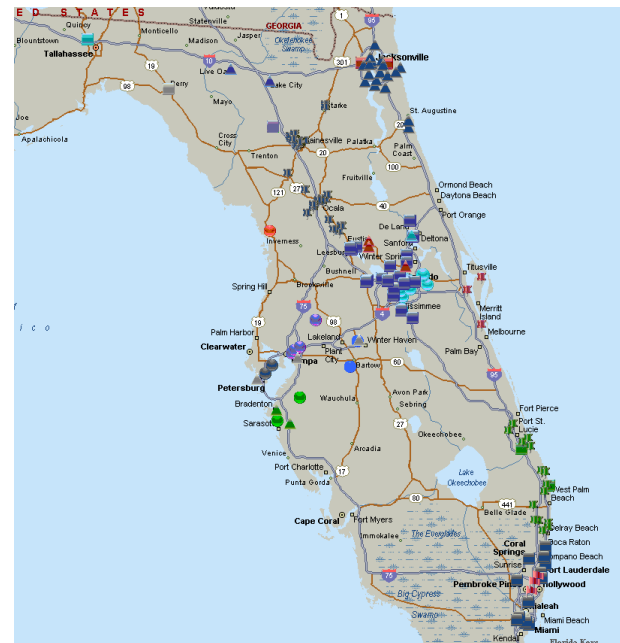 E D S T A T E S
Quincy
Blountstown
Tallahassee
Monticello
Statenville
Madison
Jasper
GEORGIA
Okefenokee
Swamp
1
95
10
301
Jacksonville
Live Oak
Lake City
19
Perry
98
Mayo
Starke
St. Augustine
Joe
Apalachicola
Cross
City
Gainesville
Palatka
20
20
Palm
Coast
Trenton
100
Fruitville
121
27
Ormond Beach
Daytona Beach
Ocala
40
Port Orange
De Land
Deltona
Inverness
Eustis
Sanford
Leesburg
Winter Spri
Bushnell
Titusville
Spring Hill
Brooksville
75
Kissimmee
Merritt
Island
19
98
4
Melbourne
Palm Harbor
Lakeland
Winter Haven
Palm Bay
Clearwater
Plant
City
Tampa
60
Bartow
95
Petersburg
Avon Park
Wauchula
Sebring
Bradenton
Fort Pierce
Port St.
Lucie
27
Sarasota
Okeechobee
Arcadia
Venice
Port Charlotte
17
Lake
Okeechobee
Punta Gorda
West Palm
Beach
80
441
Belle Glade
Cape Coral
Fort Myers
Delray Beach
The Everglades
Immokalee
Boca Raton
Coral
Springs
Pompano Beach
Sunrise
Fort Lauderdale
75
Pembroke Pines
Hollywood
Big Cypress
Swamp
Hialeah
Miami Beach
Miami
Kendall
Florida Keys
i c o